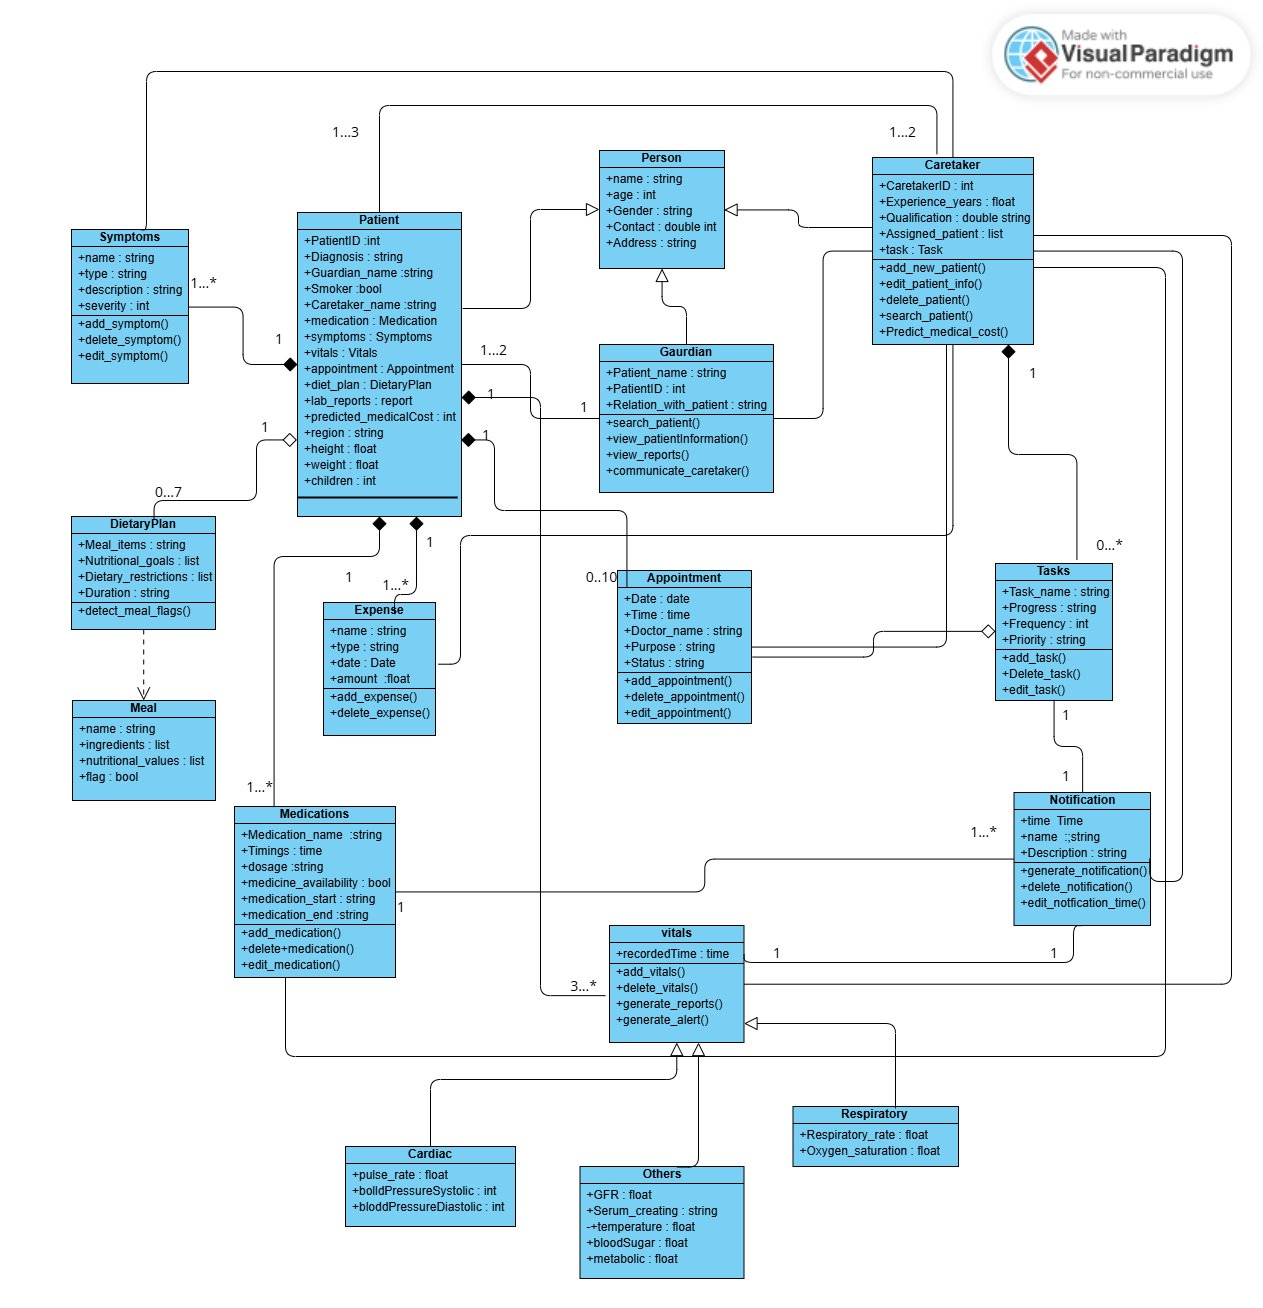 Made with
Visual Paradigm
For non-commercial use
1...3
1...2
Person
+name : string
+age : int
+Gender : string
+Contact : double int
+Address : string
Caretaker
+CaretakerID : int
+Experience_years : float
+Qualification : double string
+Assigned_patient : list
+task : Task
+add_new_patient()
+edit_patient_info()
+delete_patient()
+search_patient()
+Predict_medical_cost()
Patient
+PatientID :int
+Diagnosis : string
+Guardian_name :string
+Smoker :bool
+Caretaker_name :string
+medication : Medication
+symptoms : Symptoms
+vitals : Vitals
+appointment : Appointment
+diet_plan : DietaryPlan
+lab_reports : report
+predicted_medicalCost : int
+region : string
+height : float
+weight : float
+children : int
Symptoms
+name : string
+type : string
+description : string
+severity : int
+add_symptom()
+delete_symptom()
+edit_symptom()
1...*
1
1...2
1
1
1
1
Gaurdian
+Patient_name : string
+PatientID : int
+Relation_with_patient : string
+search_patient()
+view_patientInformation()
+view_reports()
+communicate_caretaker()
1
0...7
DietaryPlan
+Meal_items : string
+Nutritional_goals : list
+Dietary_restrictions : list
+Duration : string
+detect_meal_flags()
1
1
1...*
Expense
+name : string
+type : string
+date : Date
+amount :float
+add_expense()
+delete_expense()
0..10
Appointment
+Date : date
+Time : time
+Doctor_name : string
+Purpose : string
+Status : string
+add_appointment()
+delete_appointment()
+edit_appointment()
0...*
Tasks
+Task_name : string
+Progress : string
+Frequency : int
+Priority : string
+add_task()
+Delete_task()
+edit_task()
1
1
Meal
+name : string
+ingredients : list
+nutritional_values : list
+flag : bool
1...*
Medications
+Medication_name :string
+Timings : time
+dosage :string
+medicine_availability : bool
+medication_start : string
+medication_end :string
+add_medication()
+delete+medication()
+edit_medication()
1
1...*
Notification
+time Time
+name :;string
+Description : string
+generate_notification()
+delete_notification()
+edit_notfication_time()
1
1
3...*
vitals
+recordedTime : time
+add_vitals()
+delete_vitals()
+generate_reports()
+generate_alert()
Respiratory
+Respiratory_rate : float
+Oxygen_saturation : float
Cardiac
+pulse_rate : float
+bolldPressureSystolic : int
+bloddPressureDiastolic : int
Others
+GFR : float
+Serum_creating : string
-+temperature : float
+bloodSugar : float
+metabolic : float